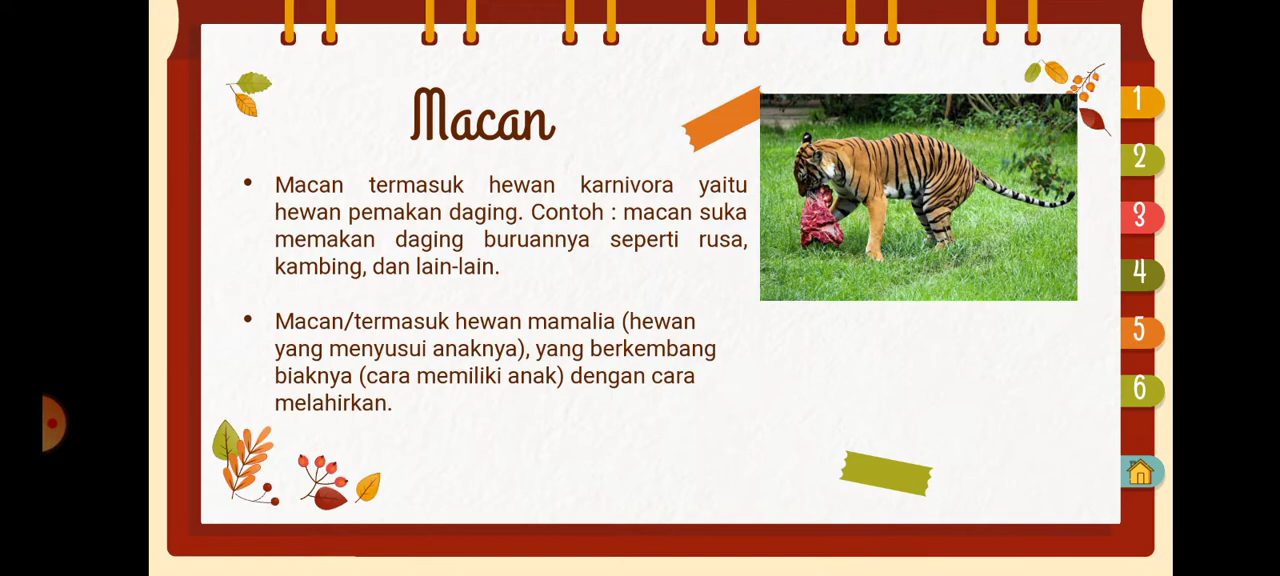 Macan
• Macan termasuk hewan karnivora yaitu
hewan pemakan daging. Contoh : macan suka
memakan daging buruannya seperti rusa,
kambing, dan lain-lain.
• Macan/termasuk hewan mamalia (hewan
yang menyusui anaknya), yang berkembang
biaknya (cara memiliki anak) dengan cara
melahirkan.
1
2
3
4
5
6